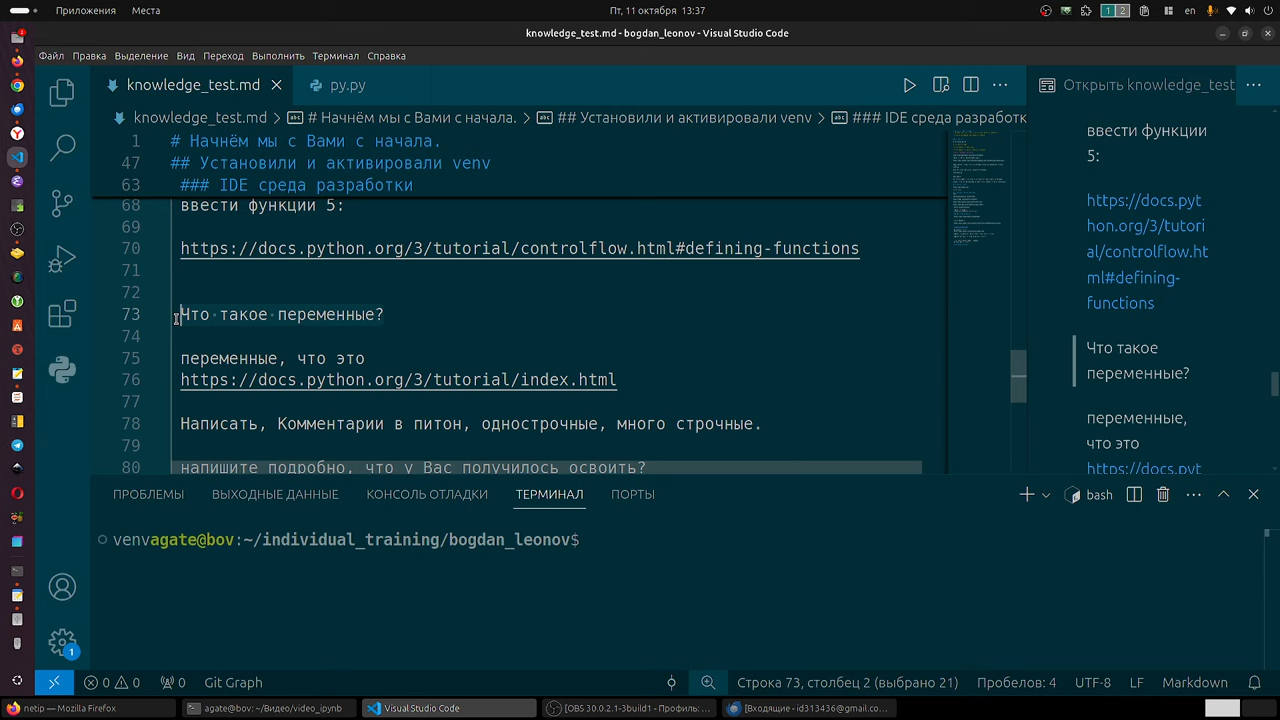 Приложения Места Пт, 11 октября 13:37 1 2 en
knowledge_test.md - bogdan_leonov - Visual Studio Code
Файл Правка Выделение Вид Переход Выполнить Терминал Справка
knowledge_test.md py.py
Открыть knowledge_test
knowledge_test.md # Начнём мы с Вами с начала. ## Установили и активировали venv ### IDE среда разработк
1 # Начнём мы с Вами с начала.
47 ## Установили и активировали venv
63 ### IDE среда разработки
68 ввести функции 5:
69
70 https://docs.python.org/3/tutorial/controlflow.html#defining-functions
71
72
73 Что·такое·переменные?
74
75 переменные, что это
76 https://docs.python.org/3/tutorial/index.html
77
78 Написать, Комментарии в питон, однострочные, много строчные.
79
80 напишите подробно, что у Вас получилось освоить?
ввести функции
5:
https://docs.pyt
hon.org/3/tutori
al/controlflow.ht
ml#defining-
functions
Что такое
переменные?
переменные,
что это
https://docs.pyt
ПРОБЛЕМЫ ВЫХОДНЫЕ ДАННЫЕ КОНСОЛЬ ОТЛАДКИ ТЕРМИНАЛ ПОРТЫ bash
venvagate@bov:~/individual_training/bogdan_leonov$
1
0 0 0 Git Graph Строка 73, столбец 2 (выбрано 21) Пробелов: 4 UTF-8 LF Markdown
netip — Mozilla Firefox agate@bov: ~/Видео/video_ipynb Visual Studio Code [OBS 30.0.2.1-3build1 - Профиль: ... [Входящие - id313436@gmail.co...